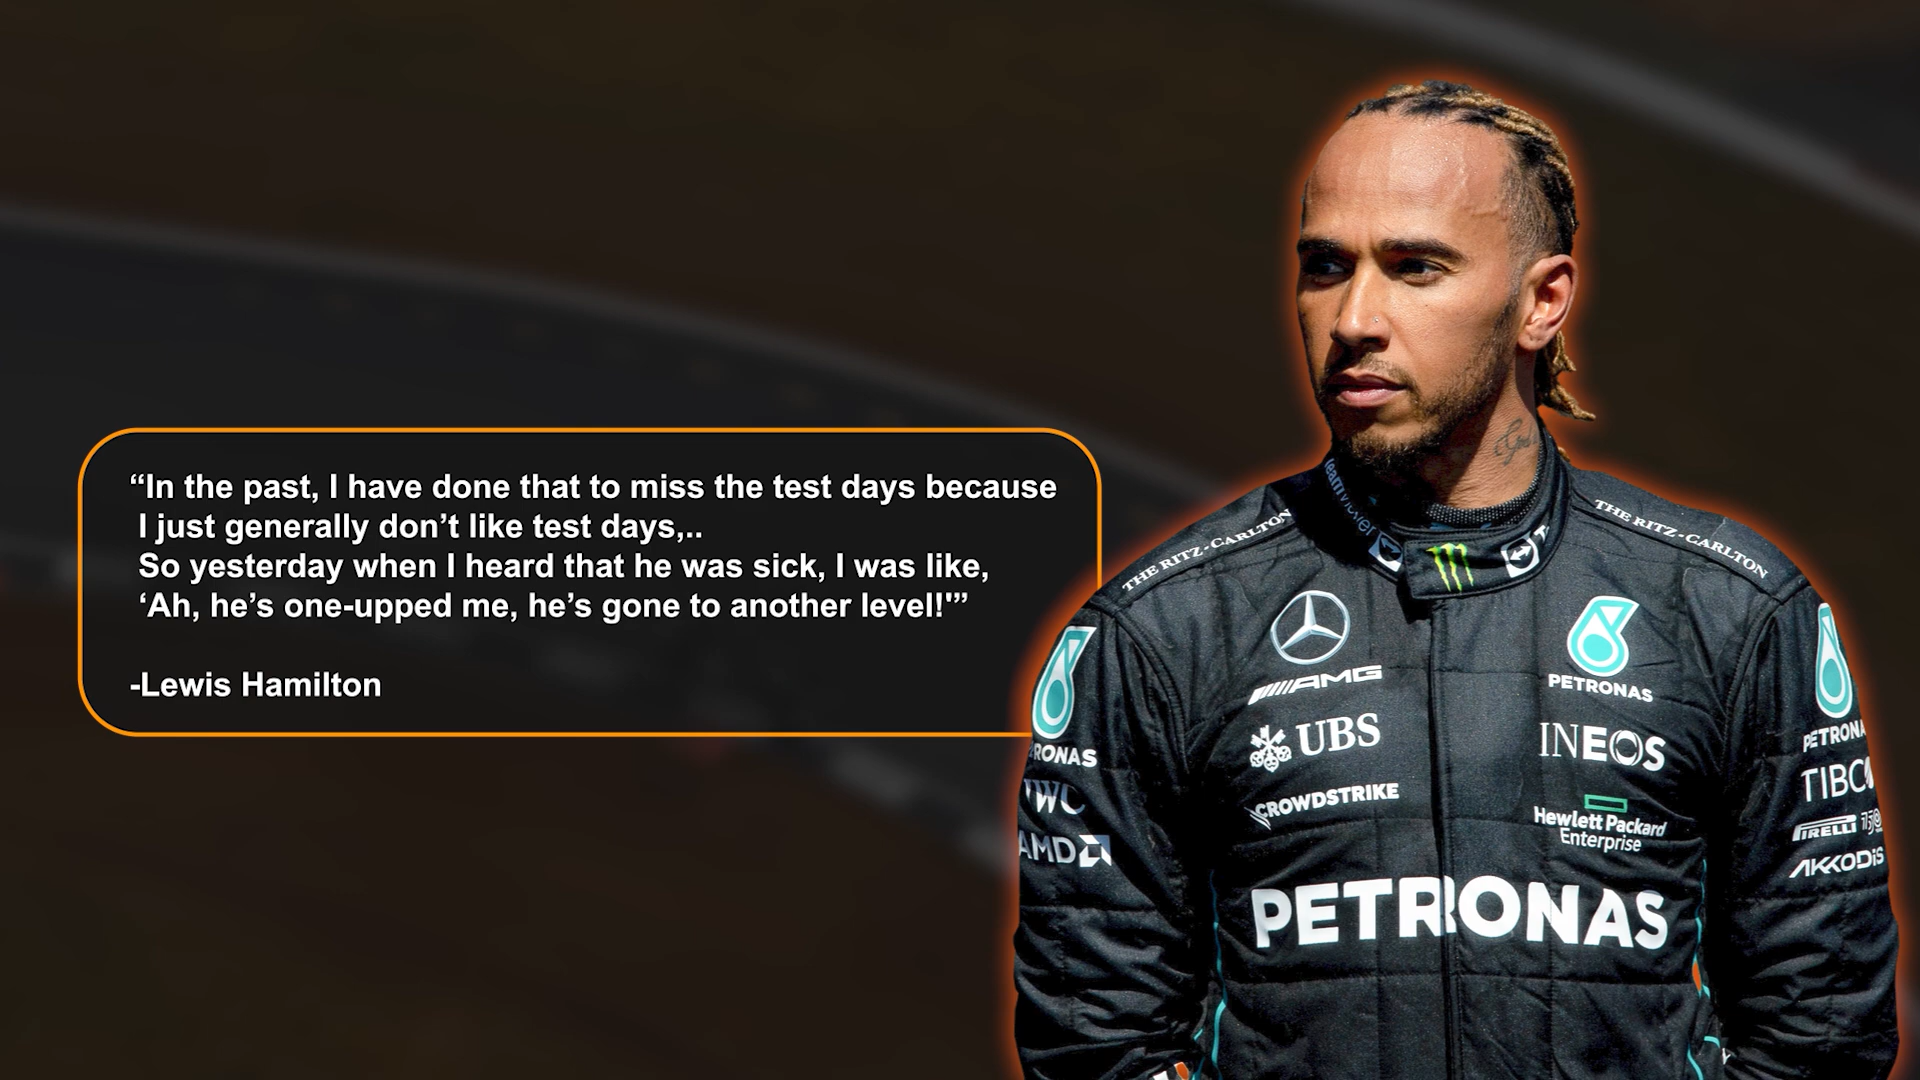 “In the past, I have done that to miss the test days because
I just generally don’t like test days,..
So yesterday when I heard that he was sick, I was like,
‘Ah, he’s one-upped me, he’s gone to another level!'”
-Lewis Hamilton
THE RITZ-CARLTON
THE RITZ-CARLTON
AMG
PETRONAS
UBS
INEOS
CROWDSTRIKE
Hewlett Packard
Enterprise
PETRONAS
RONAS
IWC
AMD
PETRONA
TIBC
PIRELLI
AKKODIS